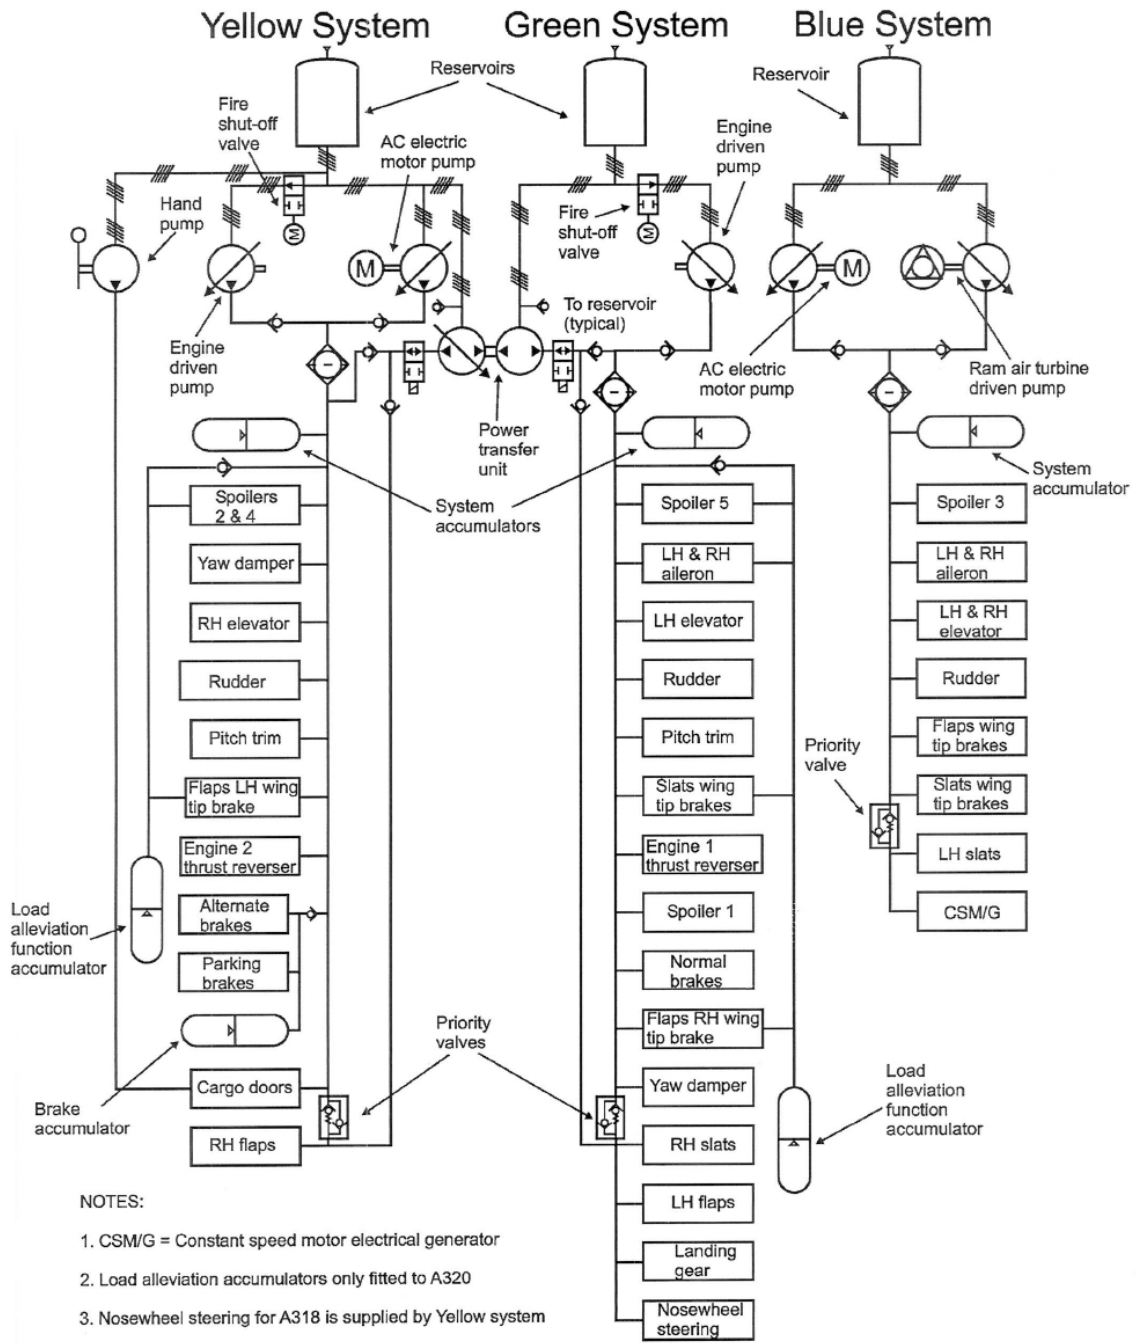 Yellow System
Green System
Blue System
Reservoirs
Reservoir
Fire
shut-off
valve
AC electric
motor pump
Engine
driven
pump
Hand
pump
Fire
shut-off
valve
M
M
M
M
To reservoir
(typical)
Engine
driven
pump
AC electric
motor pump
Ram air turbine
driven pump
Power
transfer
unit
System
accumulators
System
accumulator
Spoilers
2 & 4
Yaw damper
RH elevator
Rudder
Pitch trim
Flaps LH wing
tip brake
Engine 2
thrust reverser
Alternate
brakes
Parking
brakes
Cargo doors
RH flaps
Load
alleviation
function
accumulator
Brake
accumulator
Priority
valves
Spoiler 5
LH & RH
aileron
LH elevator
Rudder
Pitch trim
Slats wing
tip brakes
Engine 1
thrust reverser
Spoiler 1
Normal
brakes
Flaps RH wing
tip brake
Yaw damper
RH slats
LH flaps
Landing
gear
Nosewheel
steering
Load
alleviation
function
accumulator
Spoiler 3
LH & RH
aileron
LH & RH
elevator
Rudder
Flaps wing
tip brakes
Slats wing
tip brakes
LH slats
CSM/G
Priority
valve
NOTES:
1. CSM/G = Constant speed motor electrical generator
2. Load alleviation accumulators only fitted to A320
3. Nosewheel steering for A318 is supplied by Yellow system